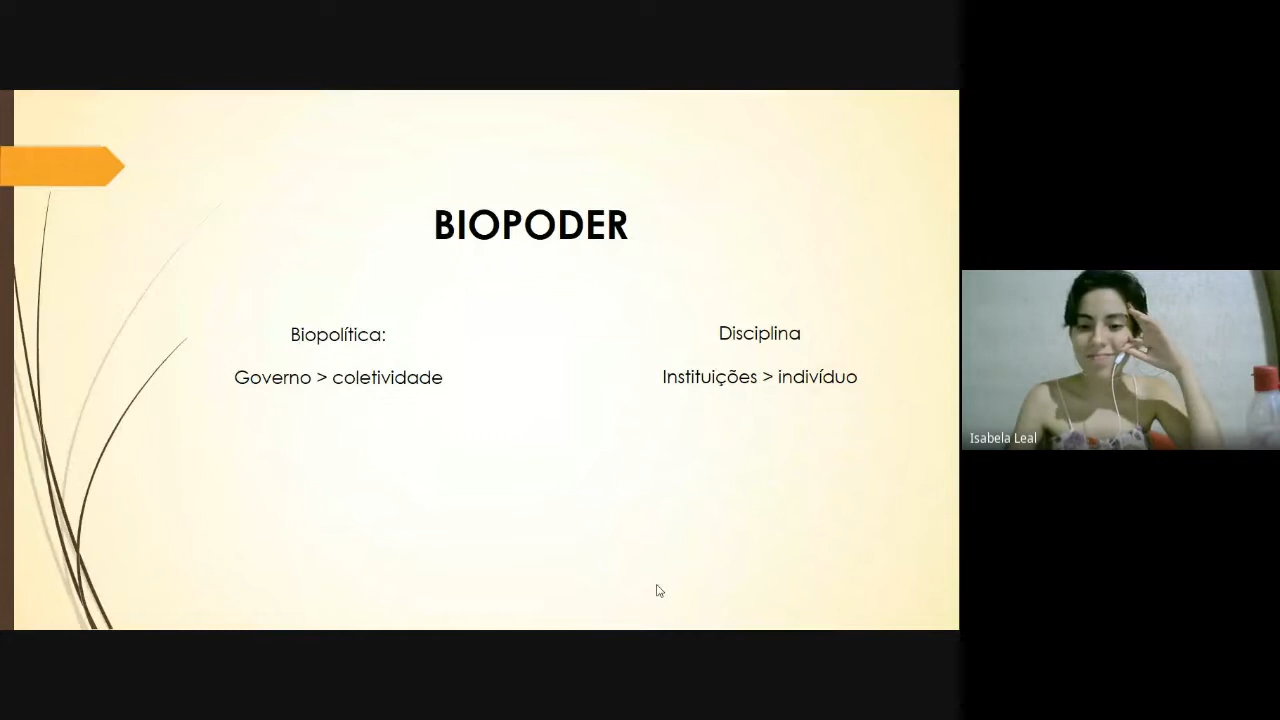 BIOPODER
Biopolítica:
Governo > coletividade
Disciplina
Instituições > indivíduo
Isabela Leal